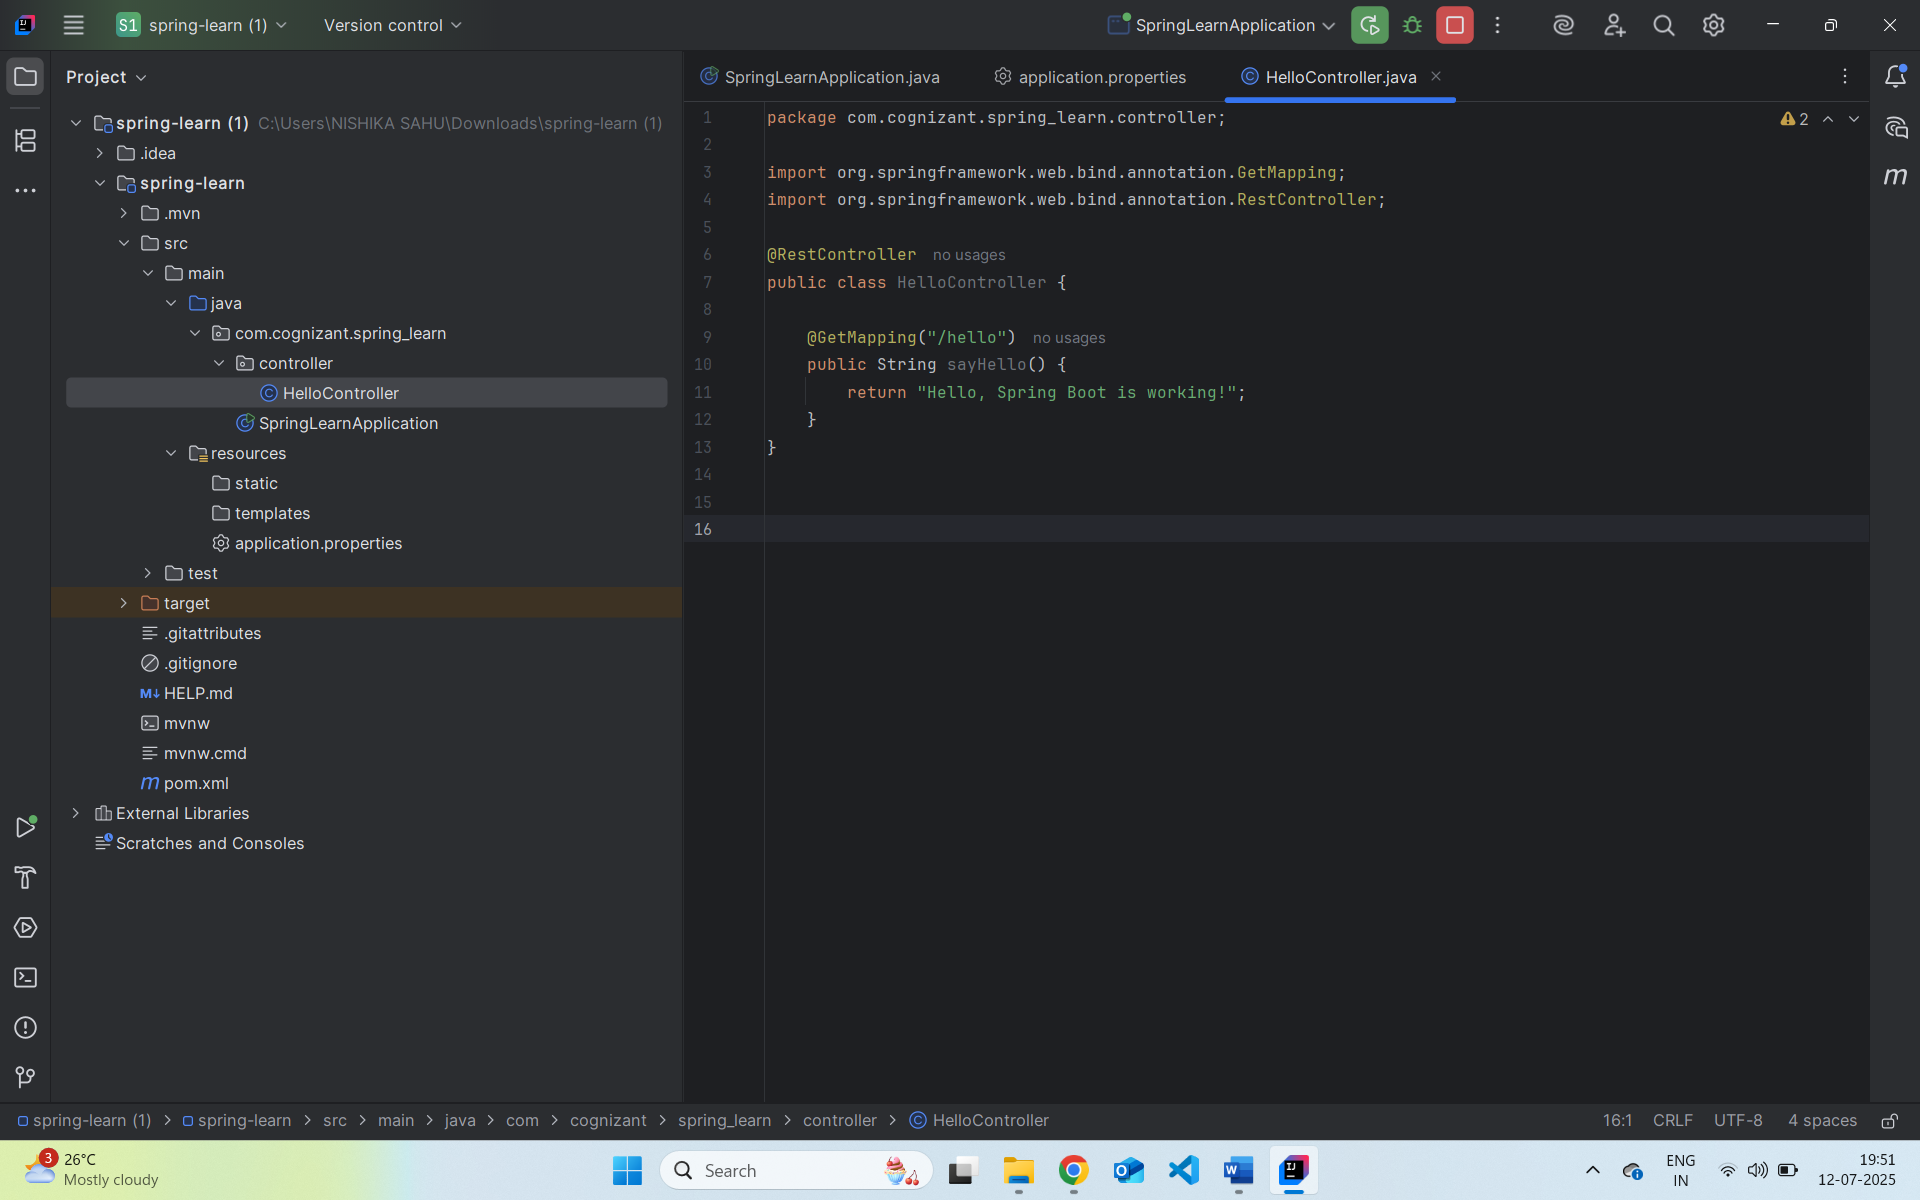 S1 spring-learn (1) Version control SpringLearnApplication
Project
SpringLearnApplication.java application.properties HelloController.java
spring-learn (1) C:\Users\NISHIKA SAHU\Downloads\spring-learn (1)
.idea
spring-learn
.mvn
src
main
java
com.cognizant.spring_learn
controller
HelloController
SpringLearnApplication
resources
static
templates
application.properties
test
target
.gitattributes
.gitignore
M↓ HELP.md
mvnw
mvnw.cmd
m pom.xml
External Libraries
Scratches and Consoles
1 package com.cognizant.spring_learn.controller;
2
3 import org.springframework.web.bind.annotation.GetMapping;
4 import org.springframework.web.bind.annotation.RestController;
5
6 @RestController no usages
7 public class HelloController {
8
9 @GetMapping("/hello") no usages
10 public String sayHello() {
11 return "Hello, Spring Boot is working!";
12 }
13 }
14
15
16
2
m
spring-learn (1) > spring-learn > src > main > java > com > cognizant > spring_learn > controller > HelloController 16:1 CRLF UTF-8 4 spaces
3
26°C
Mostly cloudy
Search
ENG
IN
19:51
12-07-2025